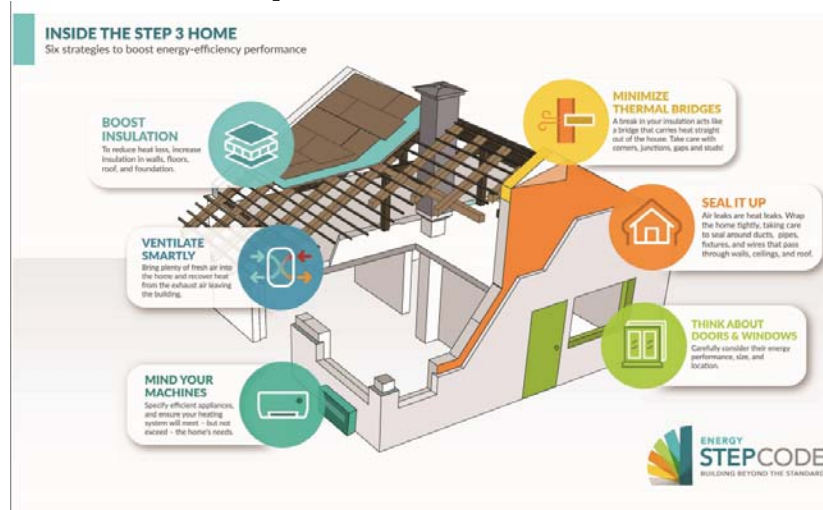 INSIDE THE STEP 3 HOME
Six strategies to boost energy-efficiency performance
BOOST
INSULATION
To reduce heat loss, increase
insulation in walls, floors,
roof, and foundation.
MINIMIZE
THERMAL BRIDGES
A break in your insulation acts like
a bridge that carries heat straight
out of the house. Take care with
corners, junctions, gaps and studs!
VENTILATE
SMARTLY
Bring plenty of fresh air into
the home and recover heat
from the exhaust air leaving
the building.
SEAL IT UP
Air leaks are heat leaks. Wrap
the home tightly, taking care
to seal around ducts, pipes,
fixtures, and wires that pass
through walls, ceilings, and roof.
THINK ABOUT
DOORS & WINDOWS
Carefully consider their energy
performance, size, and
location.
MIND YOUR
MACHINES
Specify efficient appliances,
and ensure your heating
system will meet – but not
exceed – the home's needs.
ENERGY
STEPCODE
BUILDING BEYOND THE STANDARD